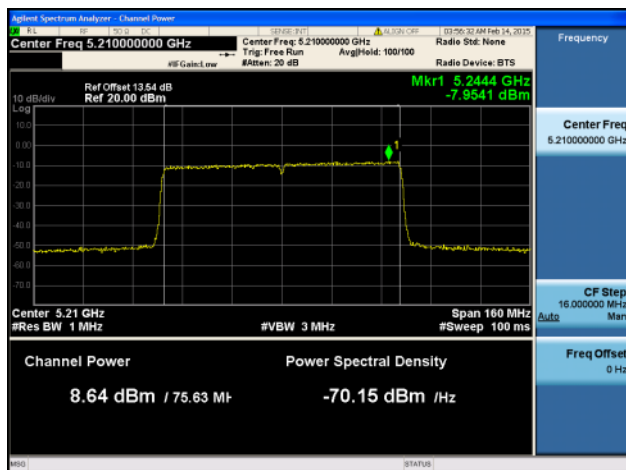 Agilent Spectrum Analyzer - Channel Power
RL RF 50 Ω DC SENSE:INT ALIGN OFF 03:56:32 AM Feb 14, 2015
Center Freq 5.210000000 GHz
Center Freq: 5.210000000 GHz
Radio Std: None
Trig: Free Run Avg|Hold: 100/100
#IFGain:Low #Atten: 20 dB Radio Device: BTS
Frequency
Ref Offset 13.54 dB
Mkr1 5.2444 GHz
10 dB/div Ref 20.00 dBm -7.9541 dBm
Log
10.0
0.00
-10.0
-20.0
-30.0
-40.0
-50.0
-60.0
-70.0
1
Center Freq
5.210000000 GHz
Center 5.21 GHz Span 160 MHz
#Res BW 1 MHz #VBW 3 MHz #Sweep 100 ms
CF Step
16.000000 MHz
Auto Man
Channel Power Power Spectral Density
8.64 dBm / 75.63 MH -70.15 dBm /Hz
Freq Offset
0 Hz
MSG STATUS